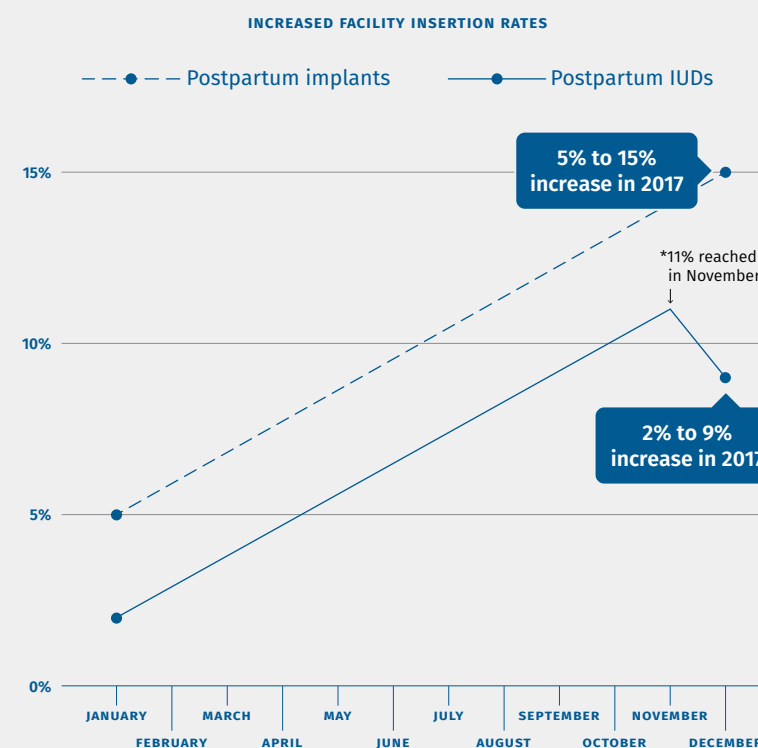 INCREASED FACILITY INSERTION RATES
Postpartum implants
Postpartum IUDs
15%
5% to 15%
increase in 2017
*11% reached
in November
10%
2% to 9%
increase in 2017
5%
0%
JANUARY
MARCH
MAY
JULY
SEPTEMBER
NOVEMBER
FEBRUARY
APRIL
JUNE
AUGUST
OCTOBER
DECEMBER